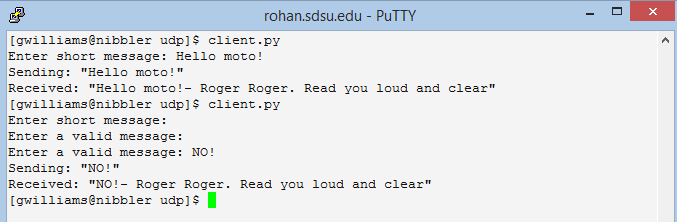 rohan.sdsu.edu - PuTTY
[gwilliams@nibbler udp]$ client.py
Enter short message: Hello moto!
Sending: "Hello moto!"
Received: "Hello moto!- Roger Roger. Read you loud and clear"
[gwilliams@nibbler udp]$ client.py
Enter short message:
Enter a valid message:
Enter a valid message: NO!
Sending: "NO!"
Received: "NO!- Roger Roger. Read you loud and clear"
[gwilliams@nibbler udp]$